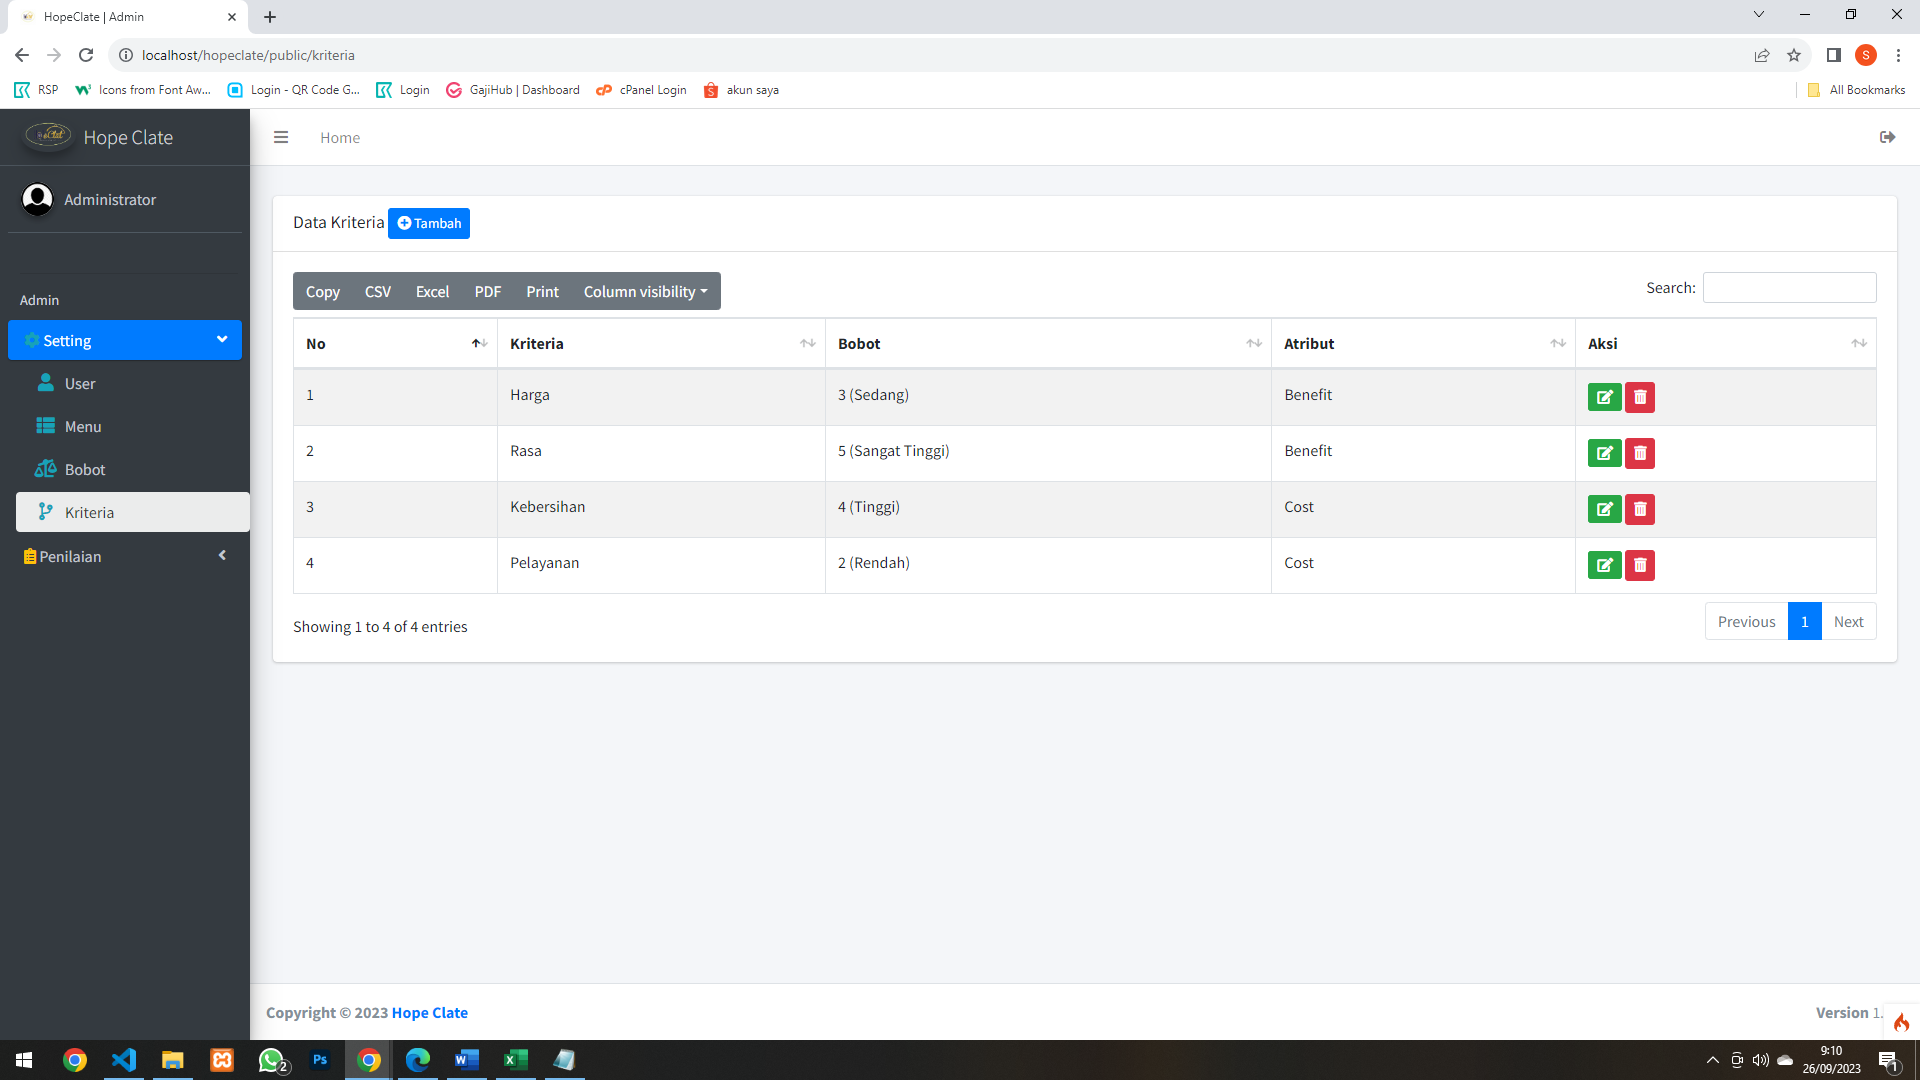 HopeClate | Admin
localhost/hopeclate/public/kriteria
S
RSP
Icons from Font Aw...
Login - QR Code G...
Login
GajiHub | Dashboard
cPanel Login
akun saya
All Bookmarks
Hope Clate
Home
Administrator
Data Kriteria Tambah
Admin
Setting
User
Menu
Bobot
Kriteria
Penilaian
Copy CSV Excel PDF Print Column visibility
Search:
No Kriteria Bobot Atribut Aksi
1 Harga 3 (Sedang) Benefit
2 Rasa 5 (Sangat Tinggi) Benefit
3 Kebersihan 4 (Tinggi) Cost
4 Pelayanan 2 (Rendah) Cost
Showing 1 to 4 of 4 entries
Previous 1 Next
Copyright © 2023 Hope Clate
Version 1.
2
Ps
9:10
26/09/2023
1